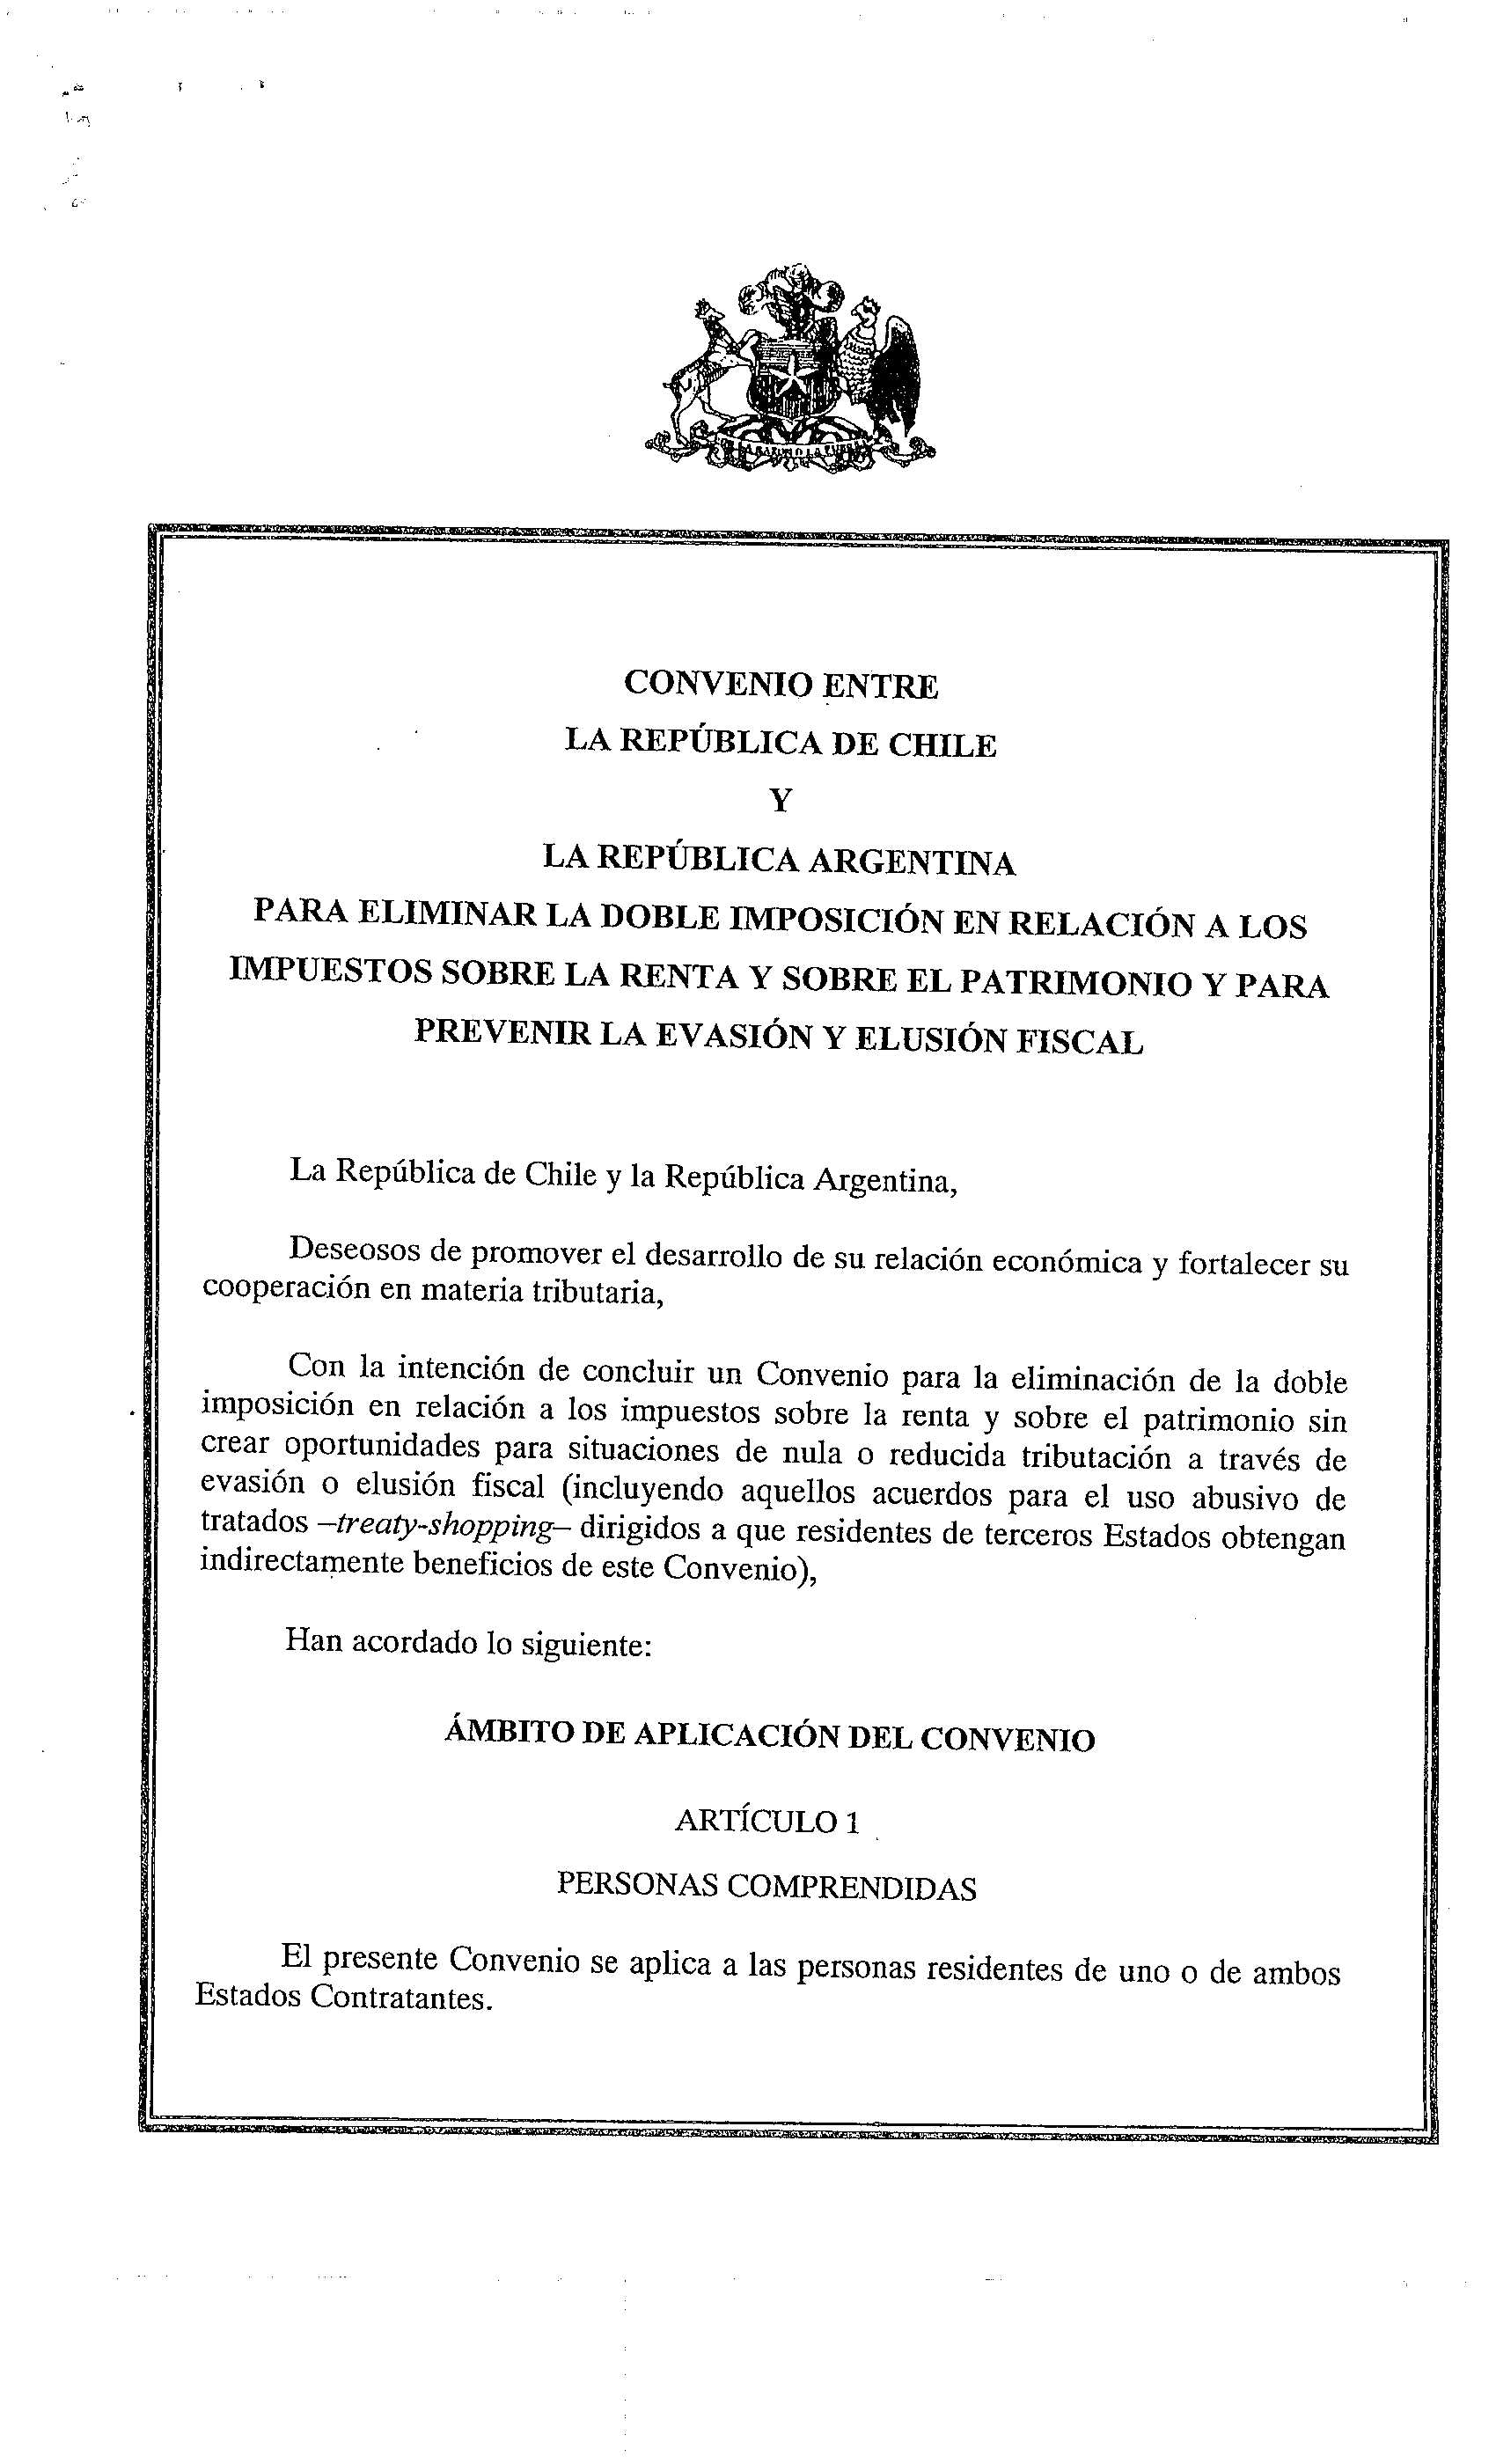 CONVENIO ENTRE
LA REPÚBLICA DE CHILE
Y
LA REPÚBLICA ARGENTINA
PARA ELIMINAR LA DOBLE IMPOSICIÓN EN RELACIÓN A LOS
IMPUESTOS SOBRE LA RENTA Y SOBRE EL PATRIMONIO Y PARA
PREVENIR LA EVASIÓN Y ELUSIÓN FISCAL
La República de Chile y la República Argentina,
Deseosos de promover el desarrollo de su relación económica y fortalecer su
cooperación en materia tributaria,
Con la intención de concluir un Convenio para la eliminación de la doble
imposición en relación a los impuestos sobre la renta y sobre el patrimonio sin
crear oportunidades para situaciones de nula o reducida tributación a través de
evasión o elusión fiscal (incluyendo aquellos acuerdos para el uso abusivo de
tratados –treaty-shopping– dirigidos a que residentes de terceros Estados obtengan
indirectamente beneficios de este Convenio),
Han acordado lo siguiente:
ÁMBITO DE APLICACIÓN DEL CONVENIO
ARTÍCULO 1
PERSONAS COMPRENDIDAS
El presente Convenio se aplica a las personas residentes de uno o de ambos
Estados Contratantes.